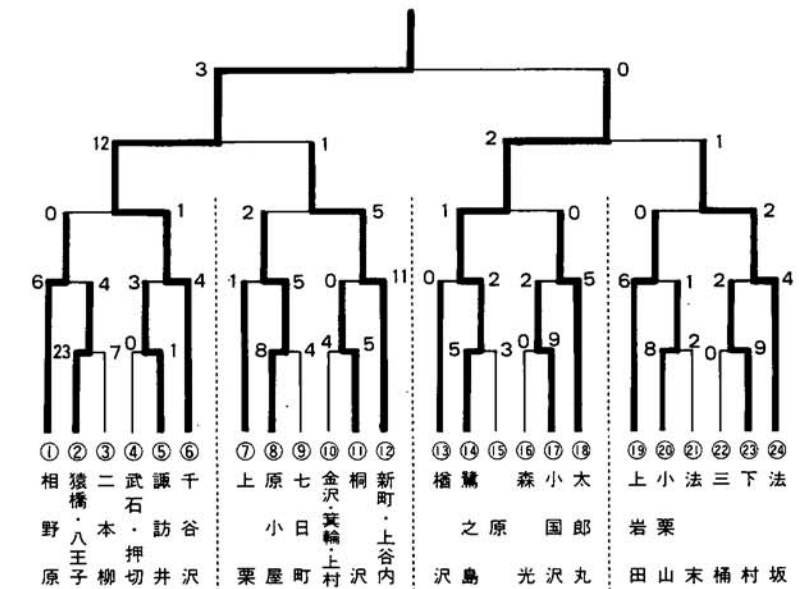 3 0
12 1 2 1
0 1 2 5 1 0 0 2
6 4 3 4 1 5 0 11 0 2 2 5 6 1 2 4
23 7 0 1 8 4 4 5 5 3 0 9 8 2 0 9
① 相野原
② 猿橋・八王子
③ 二本柳
④ 武石・押切
⑤ 諏訪井
⑥ 千谷沢
⑦ 上栗
⑧ 原小屋
⑨ 七日町
⑩ 金沢・箕輪・上村
⑪ 桐沢
⑫ 新町・上谷内
⑬ 楢沢
⑭ 鷺之島
⑮ 原
⑯ 森光
⑰ 小国沢
⑱ 太郎丸
⑲ 上岩田
⑳ 小栗山
㉑ 法末
㉒ 三桶
㉓ 下村
㉔ 法坂